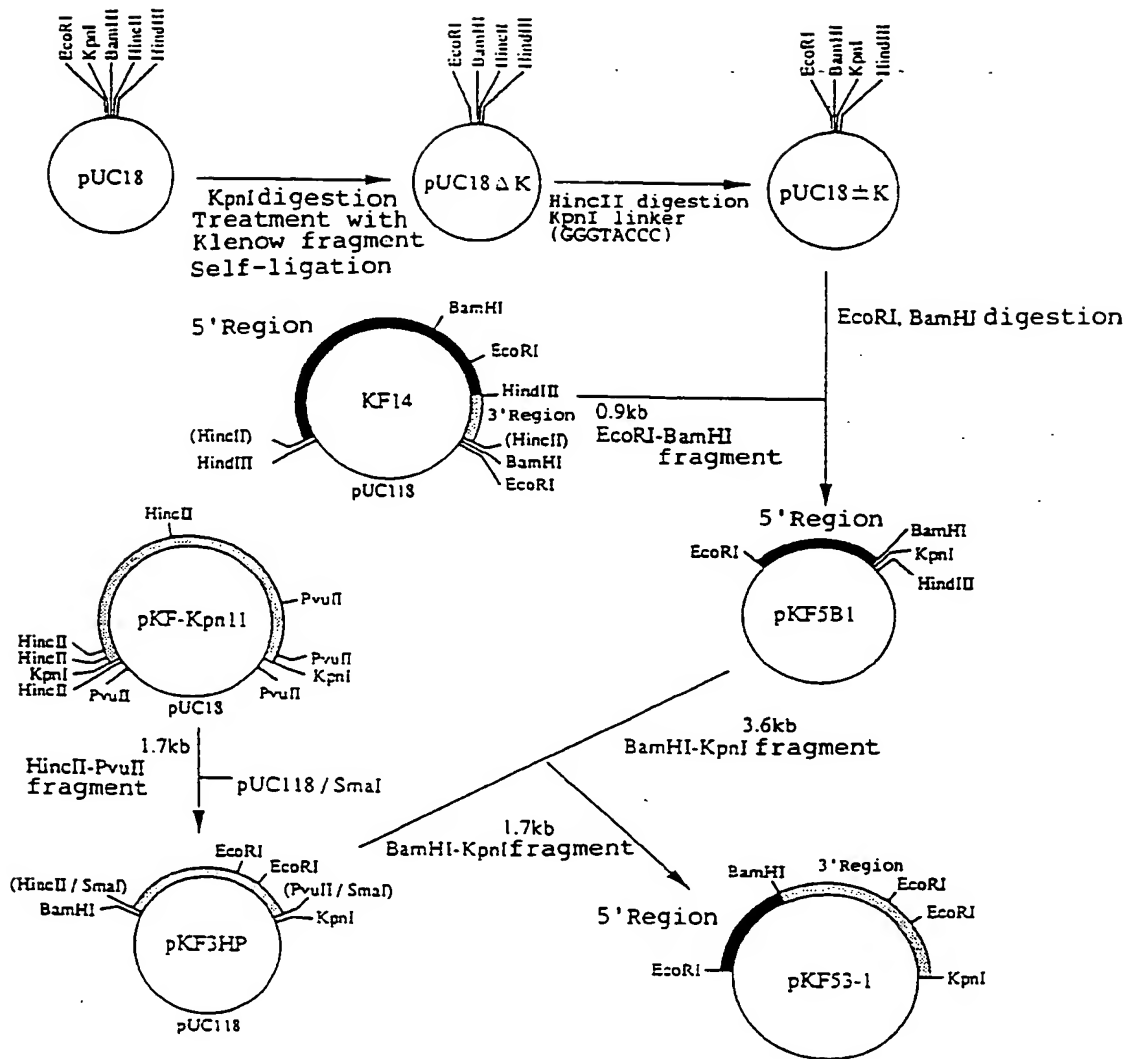 EcoRI
KpnI
BamHI
HincII
HindIII
pUC18
KpnI digestion
Treatment with
Klenow fragment
Self-ligation
EcoRI
BamHI
HincII
HindIII
pUC18 Δ K
HincII digestion
KpnI linker
(GGGTACCC)
EcoRI
BamHI
KpnI
HindIII
pUC18±K
EcoRI, BamHI digestion
5'Region
BamHI
EcoRI
HindIII
3'Region
(HincII)
BamHI
EcoRI
KF14
(HincII)
HindIII
pUC118
0.9kb
EcoRI-BamHI
fragment
5'Region
EcoRI
BamHI
KpnI
HindIII
pKF5B1
HincII
PvuII
pKF-Kpn11
HincII
HincII
KpnI
HincII
PvuII
PvuII
KpnI
PvuII
pUC18
1.7kb
HincII-PvuII
fragment
pUC118 / SmaI
3.6kb
BamHI-KpnI fragment
1.7kb
BamHI-KpnI fragment
EcoRI
EcoRI
(HincII / SmaI)
BamHI
(PvuII / SmaI)
KpnI
pKF3HP
pUC118
BamHI
3'Region
EcoRI
EcoRI
5'Region
EcoRI
KpnI
pKF53-1